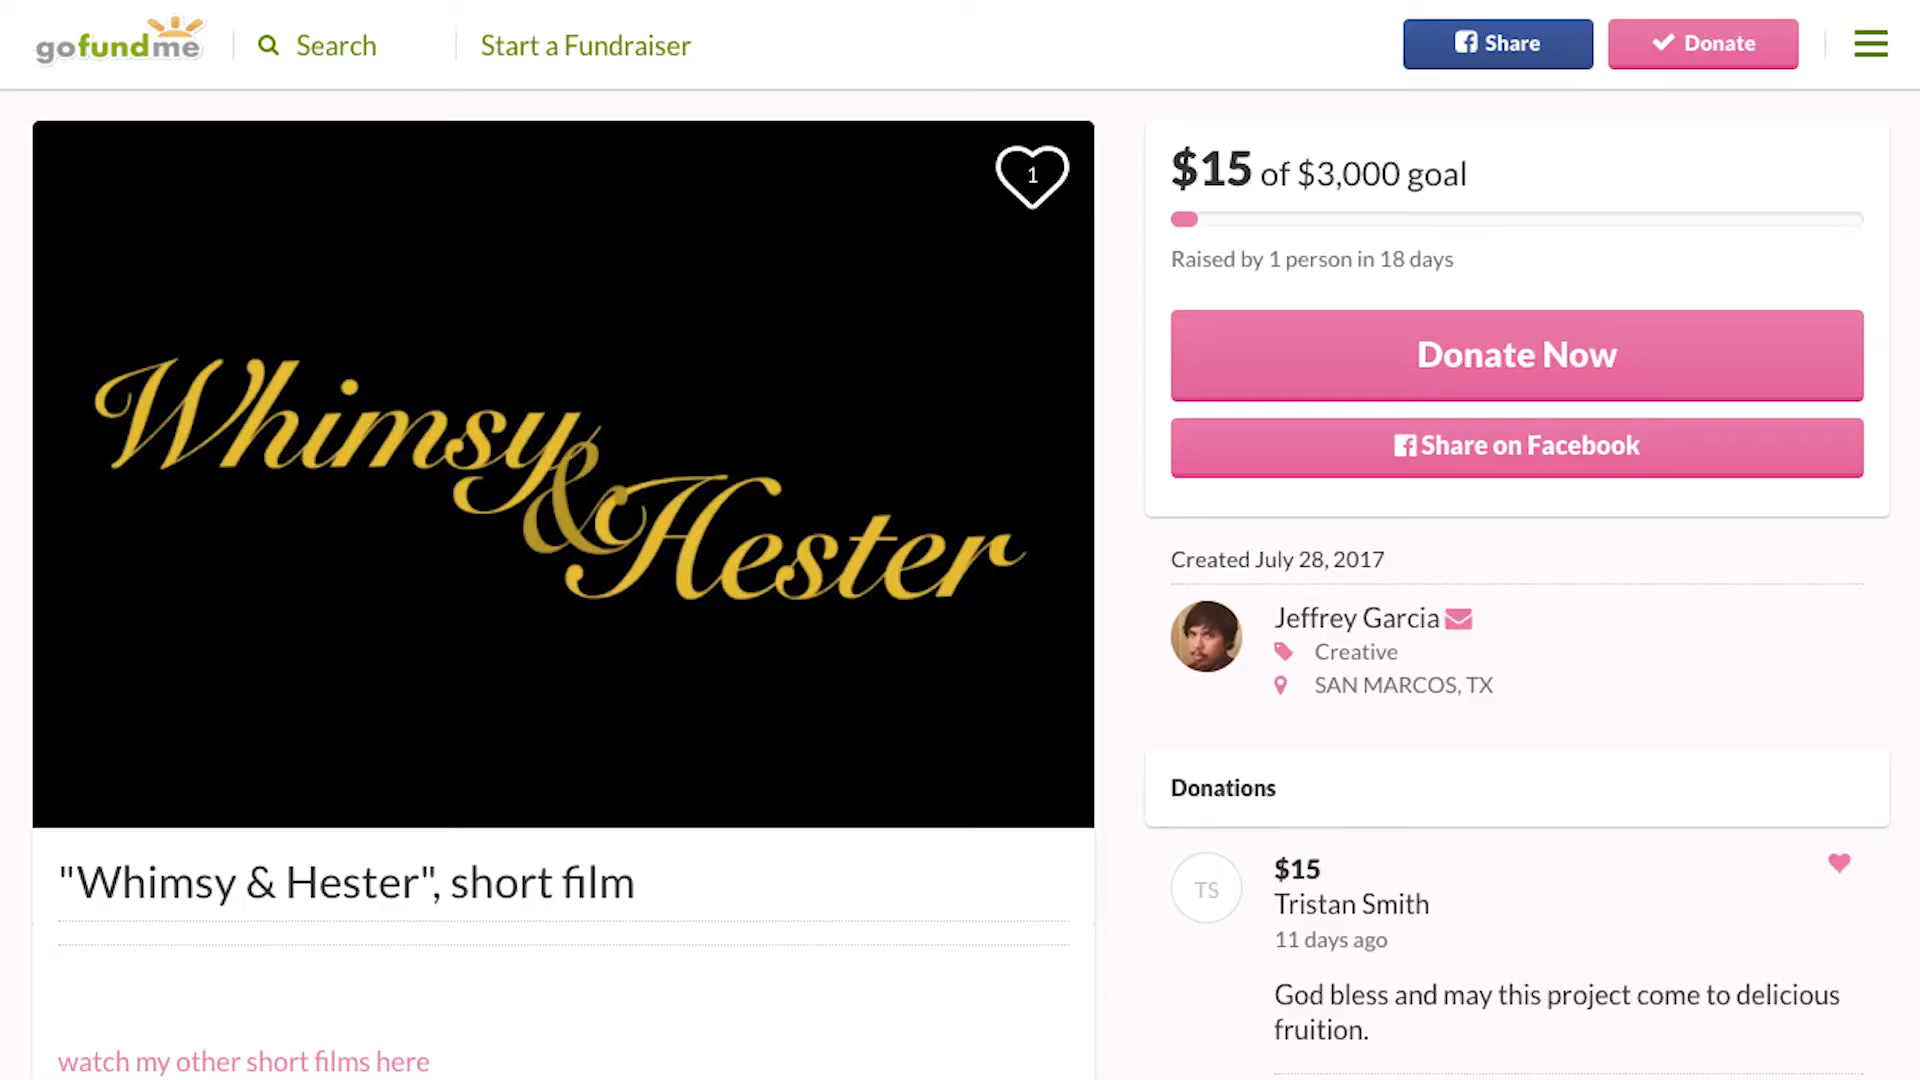 gofundme
Search
Start a Fundraiser
Share
Donate
1
Whimsy
&
Hester
"Whimsy & Hester", short film
watch my other short films here
$15 of $3,000 goal
Raised by 1 person in 18 days
Donate Now
Share on Facebook
Created July 28, 2017
Jeffrey Garcia
Creative
SAN MARCOS, TX
Donations
TS
$15
Tristan Smith
11 days ago
God bless and may this project come to delicious
fruition.